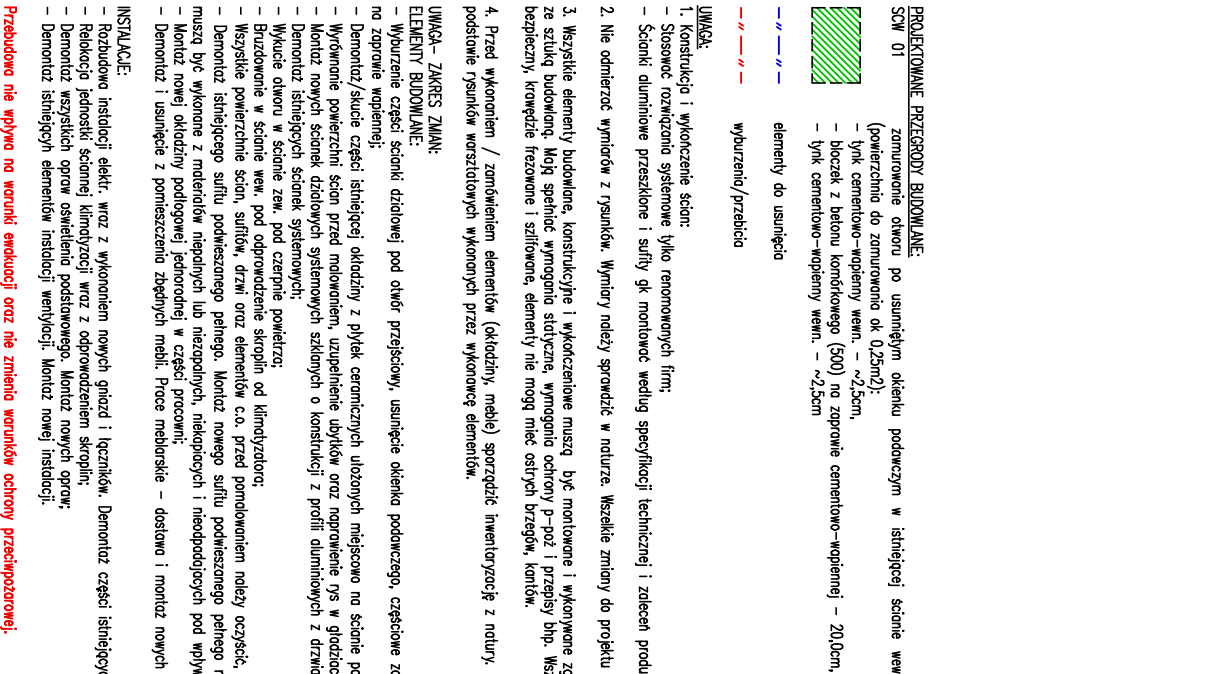 PROJEKTOWANE PRZEGRODY BUDOWLANE:
SCW 01 zamurowanie otworu po usunniętym okienku podawczym w istniejącej ścianie wew
(powierzchnia do zamurowania ok 0,25m2):
– tynk cementowo–wapienny wewn. – ~2,5cm,
– bloczek z betonu komórkowego (500) na zaprawie cementowo–wapiennej – 20,0cm,
– tynk cementowo–wapienny wewn. – ~2,5cm
elementy do usunięcia
wyburzenia/przebicia
UWAGA:
1. Konstrukcja i wykończenie ścian:
– Stosować rozwiązania systemowe tylko renomowanych firm;
– Ścianki aluminiowe przeszklone i sufity gk montować według specyfikacji technicznej i zaleceń produ
2. Nie odmierzać wymiarów z rysunków. Wymiary należy sprawdzić w naturze. Wszelkie zmiany do projektu
3. Wszystkie elementy budowlane, konstrukcyjne i wykończeniowe muszą być montowane i wykonywane zg
ze sztuką budowlaną. Mają spełniać wymagania statyczne, wymagania ochrony p–poż i przepisy bhp. Wsz
bezpieczny, krawędzie frezowane i szlifowane, elementy nie mogą mieć ostrych brzegów, kantów.
4. Przed wykonaniem / zamówieniem elementów (okładziny, meble) sporządzić inwentaryzację z natury.
podstawie rysunków warsztatowych wykonanych przez wykonawcę elementów.
UWAGA– ZAKRES ZMIAN:
ELEMENTY BUDOWLANE:
– Wyburzenie części ścianki działowej pod otwór przejściowy, usunięcie okienka podawczego, częściowe za
na zaprawie wapiennej;
– Demontaż/skucie części istniejącej okładziny z płytek ceramicznych ułożonych miejscowo na ścianie po
– Wyrównanie powierzchni ścian przed malowaniem, uzupełnienie ubytków oraz naprawienie rys w gładziac
– Montaż nowych ścianek działowych systemowych szklanych o konstrukcji z profili aluminiowych z drzwia
– Demontaż istniejących ścianek systemowych;
– Wykucie otworu w ścianie zew. pod czerpnie powietrza;
– Bruzdowanie w ścianie wew. pod odprowadzenie skroplin od klimatyzatora;
– Wszystkie powierzchnie ścian, sufitów, drzwi oraz elementów c.o. przed pomalowaniem należy oczyścić,
– Demontaż istniejącego sufitu podwieszanego pełnego. Montaż nowego sufitu podwieszanego pełnego r
muszą być wykonane z materiałów niepalnych lub niezapalnych, niekapiących i nieodpadających pod wpływ
– Montaż nowej okładziny podłogowej jednorodnej w części pracowni;
– Demontaż i usunięcie z pomieszczenia zbędnych mebli. Prace meblarskie – dostawa i montaż nowych
INSTALACJE:
– Rozbudowa instalacji elektr. wraz z wykonaniem nowych gniazd i łączników. Demontaż części istniejący
– Relokacja jednostki ściennej klimatyzacji wraz z odprowadzeniem skroplin;
– Demontaż wszystkich opraw oświetlenia podstawowego. Montaż nowych opraw;
– Demontaż istniejącyh elementów instalacji wentylacji. Montaż nowej instalacji.
Przebudowa nie wpływa na warunki ewakuacji oraz nie zmienia warunków ochrony przeciwpożarowej.